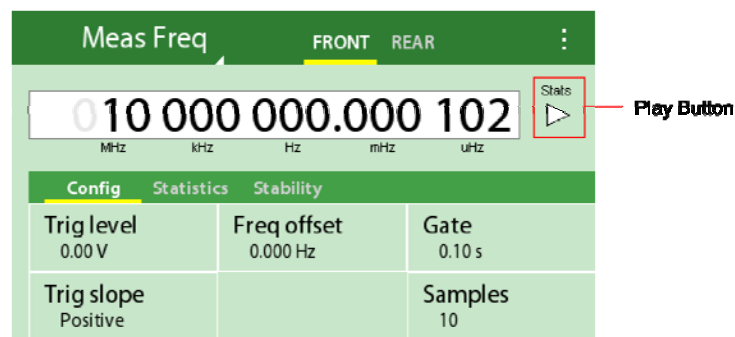 Meas Freq FRONT REAR
Stats
010 000 000.000 102
MHz kHz Hz mHz uHz
Play Button
Config Statistics Stability
Trig level Freq offset Gate
0.00 V 0.000 Hz 0.10 s
Trig slope Samples
Positive 10